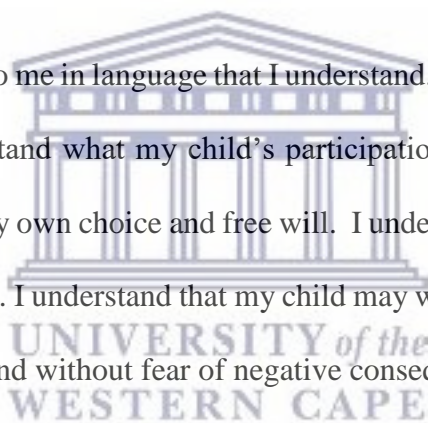 o me in language that I understand.
tand what my child's participatio
y own choice and free will. I unde
. I understand that my child may w
UNIVERSITY of the
nd without fear of negative conseq
WESTERN CAPE